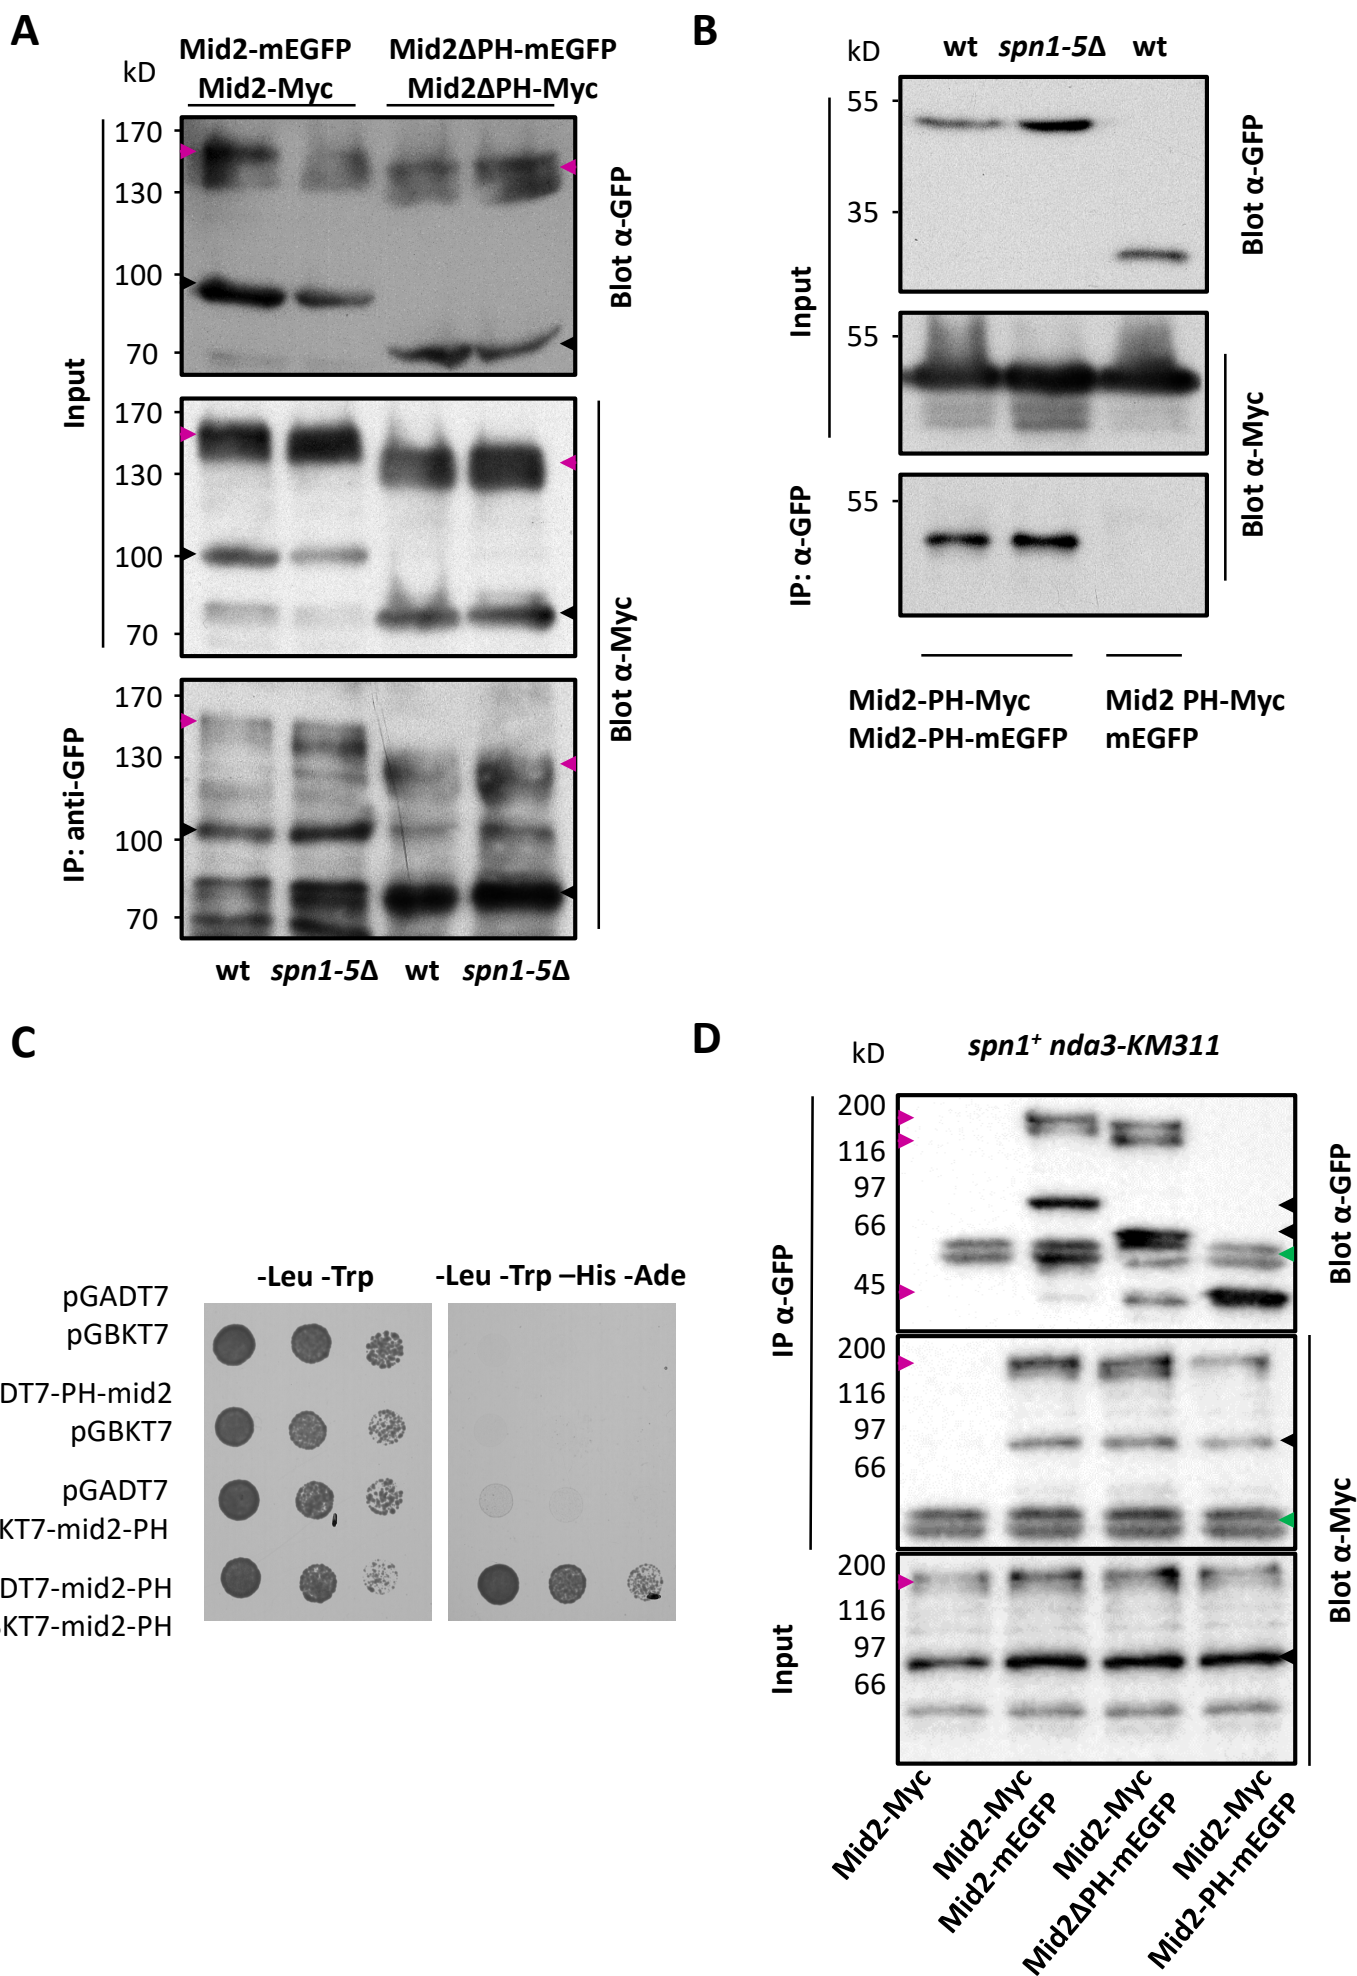 A
Mid2-mEGFP
Mid2-Myc
Mid2ΔPH-mEGFP
Mid2ΔPH-Myc
kD
170
130
100
70
170
130
100
70
170
130
100
70
Input
IP: anti-GFP
Blot α-GFP
Blot α-Myc
wt spn1-5Δ wt spn1-5Δ
B
kD wt spn1-5Δ wt
55
35
55
55
Input
IP: α-GFP
Blot α-GFP
Blot α-Myc
Mid2-PH-Myc
Mid2-PH-mEGFP
Mid2 PH-Myc
mEGFP
C
-Leu -Trp
-Leu -Trp –His -Ade
pGADT7
pGBKT7
DT7-PH-mid2
pGBKT7
pGADT7
KT7-mid2-PH
DT7-mid2-PH
KT7-mid2-PH
D
kD
spn1+ nda3-KM311
200
116
97
66
45
200
116
97
66
200
116
97
66
IP α-GFP
Input
Blot α-GFP
Blot α-Myc
Mid2-Myc
Mid2-Myc
Mid2-mEGFP
Mid2-Myc
Mid2ΔPH-mEGFP
Mid2-Myc
Mid2-PH-mEGFP